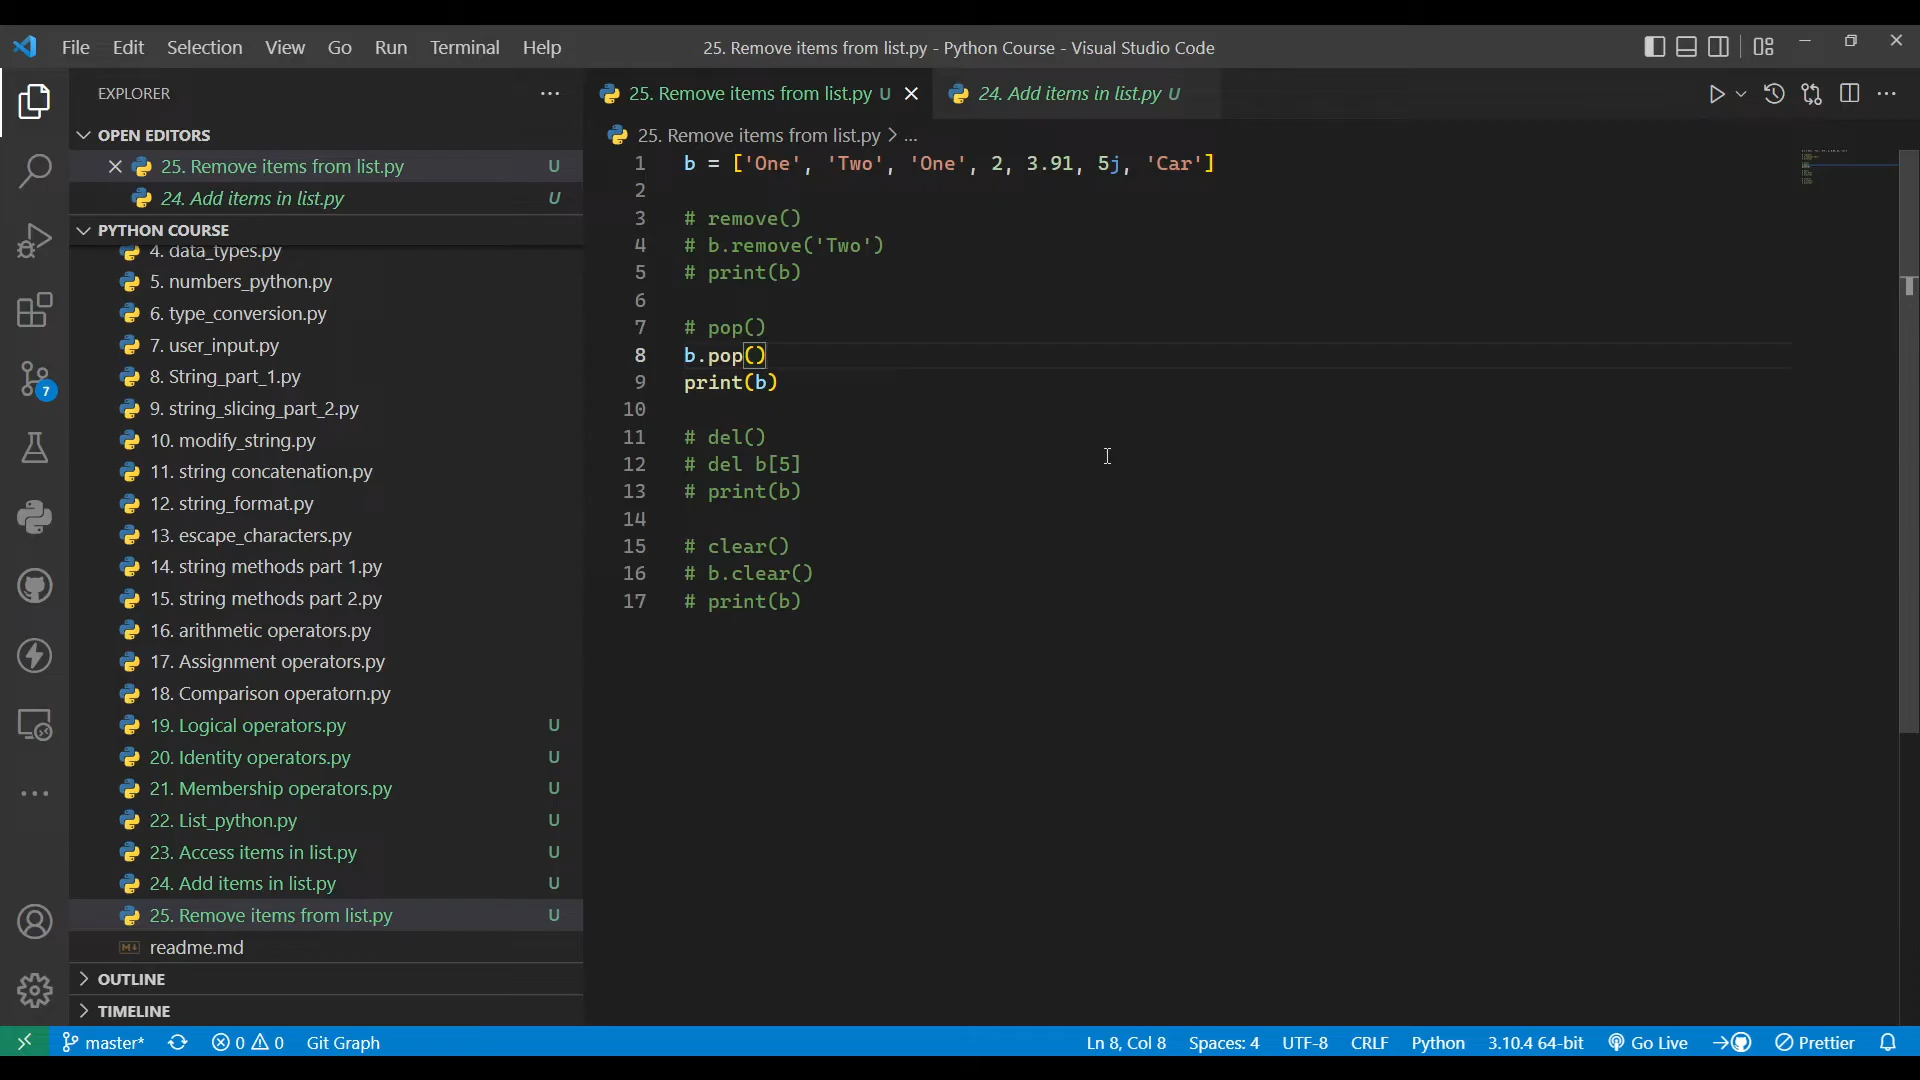 File Edit Selection View Go Run Terminal Help
25. Remove items from list.py - Python Course - Visual Studio Code
EXPLORER
OPEN EDITORS
25. Remove items from list.py U
24. Add items in list.py U
PYTHON COURSE
4. data_types.py
5. numbers_python.py
6. type_conversion.py
7. user_input.py
8. String_part_1.py
9. string_slicing_part_2.py
10. modify_string.py
11. string concatenation.py
12. string_format.py
13. escape_characters.py
14. string methods part 1.py
15. string methods part 2.py
16. arithmetic operators.py
17. Assignment operators.py
18. Comparison operatorn.py
19. Logical operators.py U
20. Identity operators.py U
21. Membership operators.py U
22. List_python.py U
23. Access items in list.py U
24. Add items in list.py U
25. Remove items from list.py U
readme.md
OUTLINE
TIMELINE
7
25. Remove items from list.py U
24. Add items in list.py U
25. Remove items from list.py > ...
1 b = ['One', 'Two', 'One', 2, 3.91, 5j, 'Car']
2
3 # remove()
4 # b.remove('Two')
5 # print(b)
6
7 # pop()
8 b.pop()
9 print(b)
10
11 # del()
12 # del b[5]
13 # print(b)
14
15 # clear()
16 # b.clear()
17 # print(b)
master* 0 0 Git Graph
Ln 8, Col 8 Spaces: 4 UTF-8 CRLF Python 3.10.4 64-bit Go Live Prettier